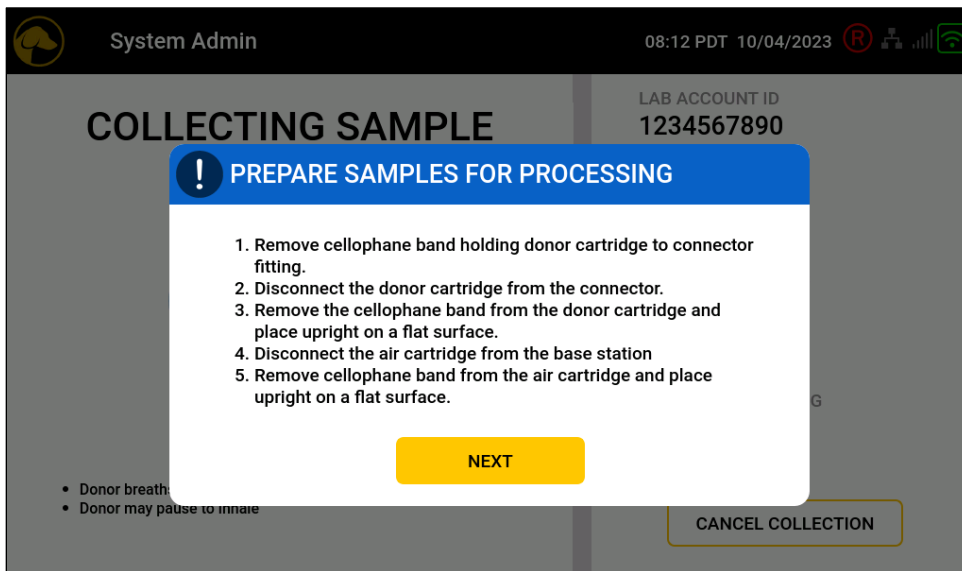 System Admin
08:12 PDT 10/04/2023 R
COLLECTING SAMPLE
LAB ACCOUNT ID
1234567890
! PREPARE SAMPLES FOR PROCESSING
1. Remove cellophane band holding donor cartridge to connector
fitting.
2. Disconnect the donor cartridge from the connector.
3. Remove the cellophane band from the donor cartridge and
place upright on a flat surface.
4. Disconnect the air cartridge from the base station
5. Remove cellophane band from the air cartridge and place
upright on a flat surface.
G
NEXT
• Donor breath
• Donor may pause to inhale
CANCEL COLLECTION